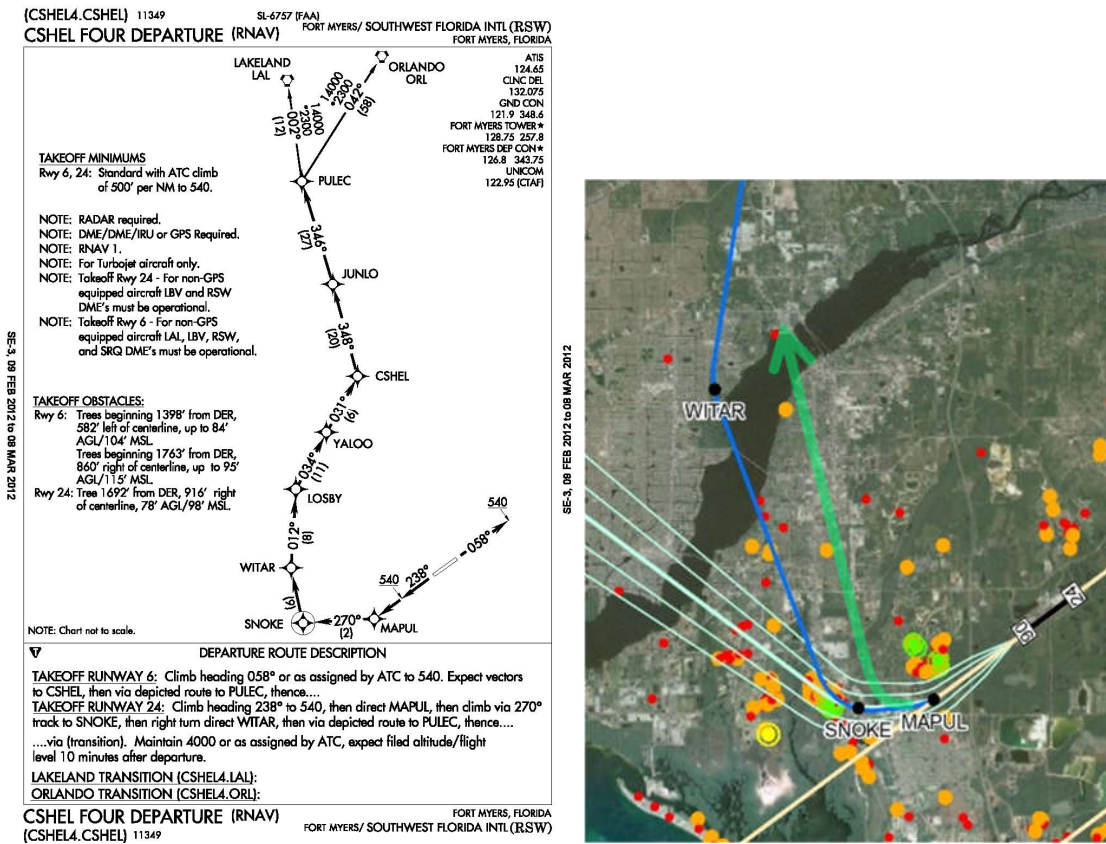 (CSHEL4.CSHEL) 11349
SL-6757 (FAA)
CSHEL FOUR DEPARTURE (RNAV)
FORT MYERS/ SOUTHWEST FLORIDA INTL (RSW)
FORT MYERS, FLORIDA
ATIS
124.65
CLNC DEL
132.075
GND CON
121.9 348.6
FORT MYERS TOWER★
128.75 257.8
FORT MYERS DEP CON★
126.8 343.75
UNICOM
122.95 (CTAF)
LAKELAND
LAL
ORLANDO
ORL
14000
*2300
002°
(12)
14000
*2300
042°
(58)
PULEC
346°
(27)
JUNLO
348°
(20)
CSHEL
031°
(6)
YALOO
034°
(11)
LOSBY
012°
(8)
WITAR
(9)
SNOKE
270°
(2)
MAPUL
540
238°
058°
540
TAKEOFF MINIMUMS
Rwy 6, 24: Standard with ATC climb
of 500' per NM to 540.
NOTE: RADAR required.
NOTE: DME/DME/IRU or GPS Required.
NOTE: RNAV 1.
NOTE: For Turbojet aircraft only.
NOTE: Takeoff Rwy 24 - For non-GPS
equipped aircraft LBV and RSW
DME's must be operational.
NOTE: Takeoff Rwy 6 - For non-GPS
equipped aircraft LAL, LBV, RSW,
and SRQ DME's must be operational.
TAKEOFF OBSTACLES:
Rwy 6: Trees beginning 1398' from DER,
582' left of centerline, up to 84'
AGL/104' MSL.
Trees beginning 1763' from DER,
860' right of centerline, up to 95'
AGL/115' MSL.
Rwy 24: Tree 1692' from DER, 916' right
of centerline, 78' AGL/98' MSL.
NOTE: Chart not to scale.
SE-3, 09 FEB 2012 to 08 MAR 2012
SE-3, 09 FEB 2012 to 08 MAR 2012
▼
DEPARTURE ROUTE DESCRIPTION
TAKEOFF RUNWAY 6: Climb heading 058° or as assigned by ATC to 540. Expect vectors
to CSHEL, then via depicted route to PULEC, thence....
TAKEOFF RUNWAY 24: Climb heading 238° to 540, then direct MAPUL, then climb via 270°
track to SNOKE, then right turn direct WITAR, then via depicted route to PULEC, thence....
....via (transition). Maintain 4000 or as assigned by ATC, expect filed altitude/flight
level 10 minutes after departure.
LAKELAND TRANSITION (CSHEL4.LAL):
ORLANDO TRANSITION (CSHEL4.ORL):
CSHEL FOUR DEPARTURE (RNAV)
FORT MYERS, FLORIDA
(CSHEL4.CSHEL) 11349
FORT MYERS/ SOUTHWEST FLORIDA INTL (RSW)
WITAR
SNOKE
MAPUL
06
24